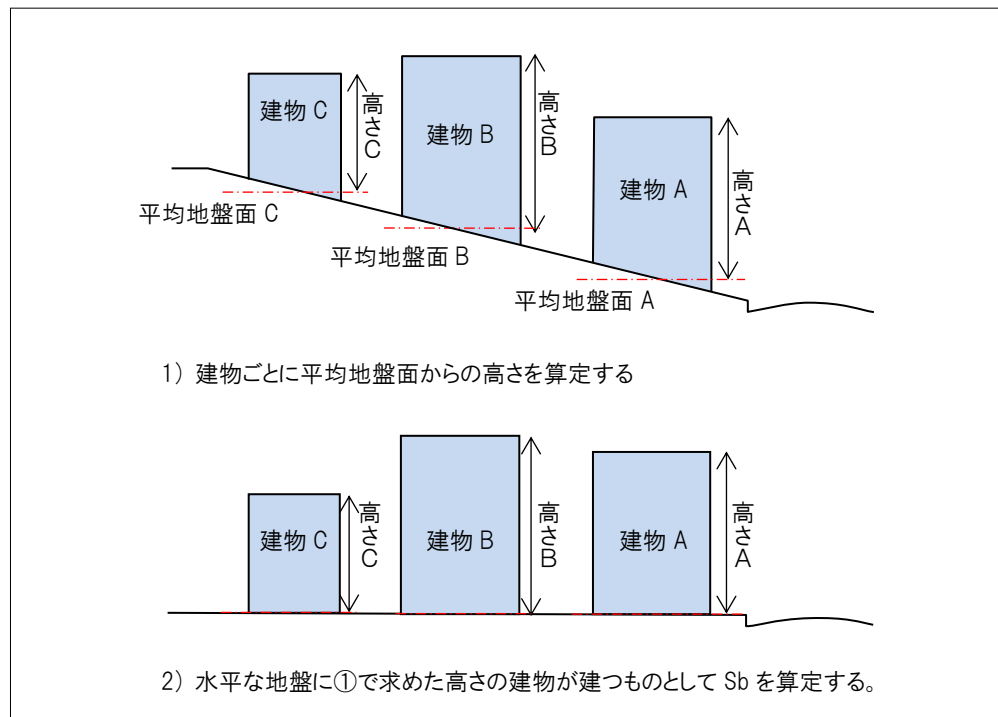 建物 C
高さC
建物 B
高さB
建物 A
高さA
平均地盤面 C
平均地盤面 B
平均地盤面 A
1) 建物ごとに平均地盤面からの高さを算定する
建物 C
高さC
建物 B
高さB
建物 A
高さA
2) 水平な地盤に①で求めた高さの建物が建つものとして Sb を算定する。